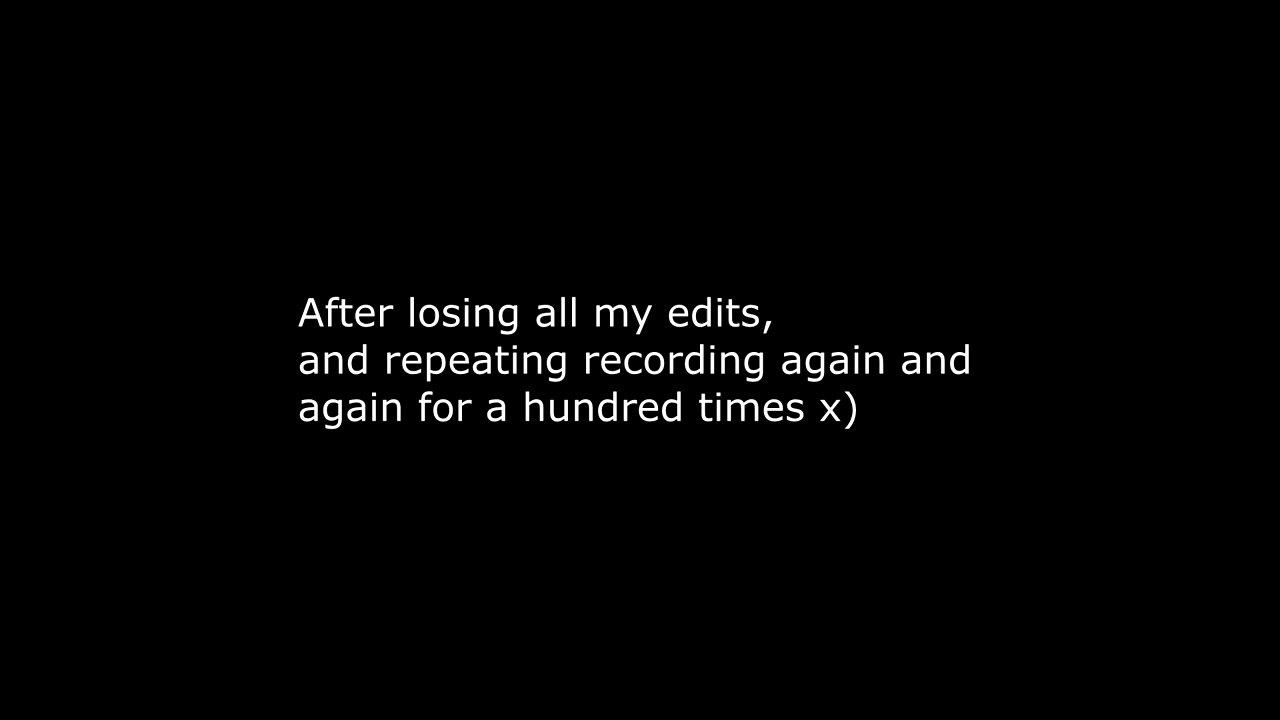 After losing all my edits,
and repeating recording again and
again for a hundred times x)